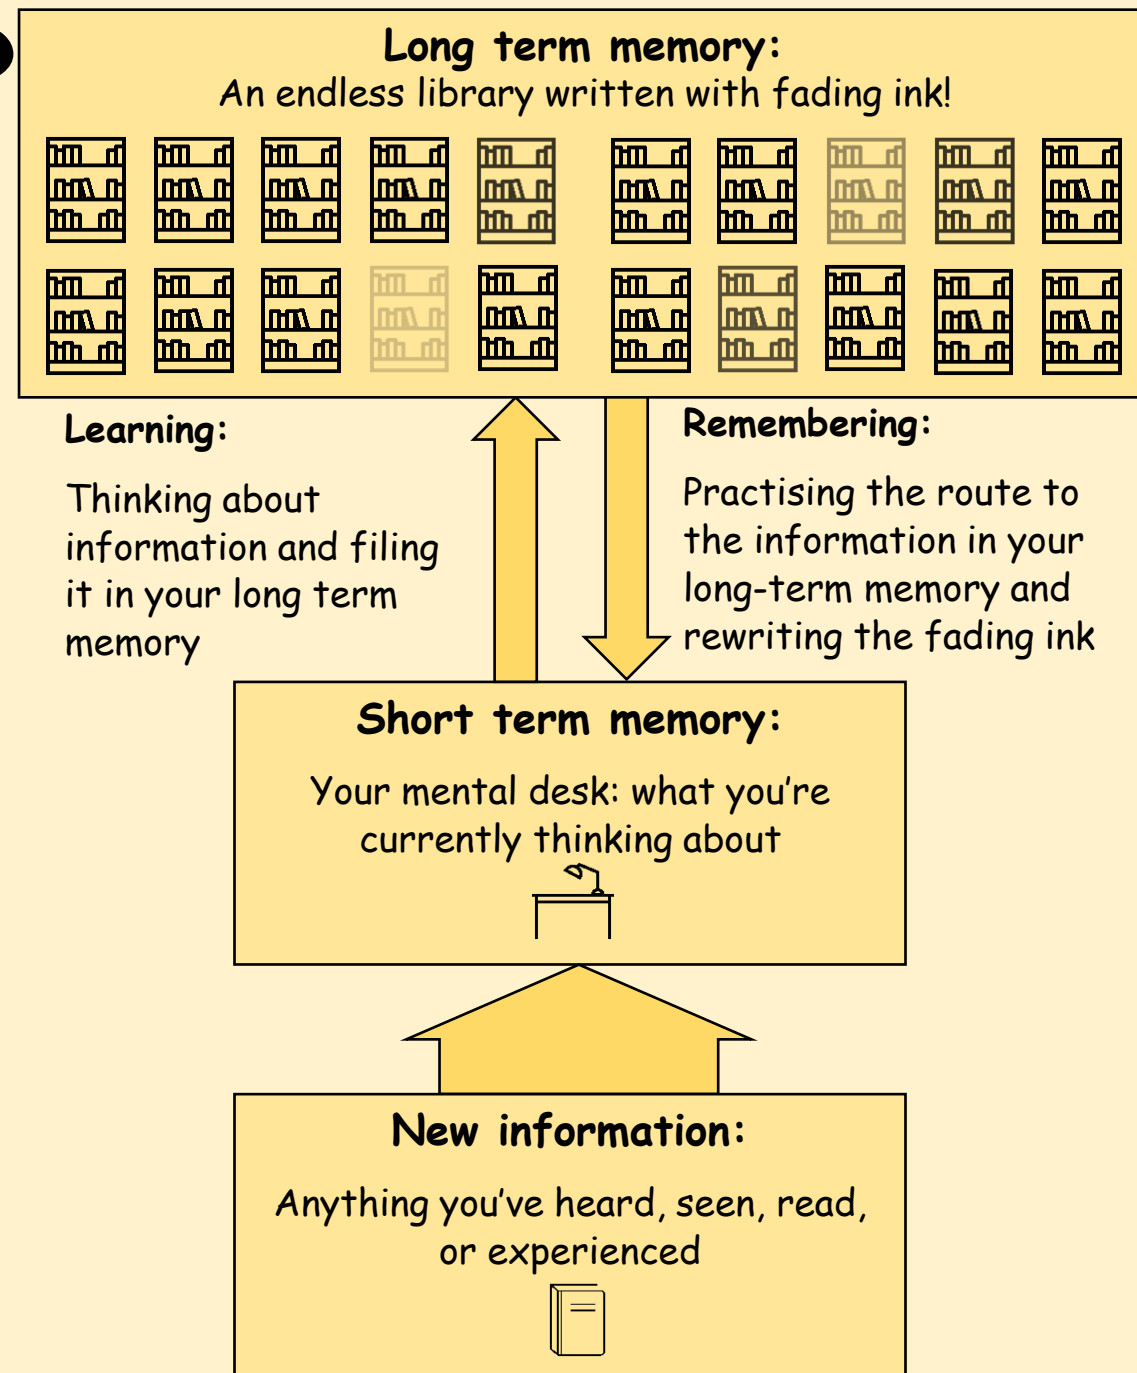 Long term memory:
An endless library written with fading ink!
Learning:
Thinking about
information and filing
it in your long term
memory
Remembering:
Practising the route to
the information in your
long-term memory and
rewriting the fading ink
Short term memory:
Your mental desk: what you're
currently thinking about
New information:
Anything you've heard, seen, read,
or experienced